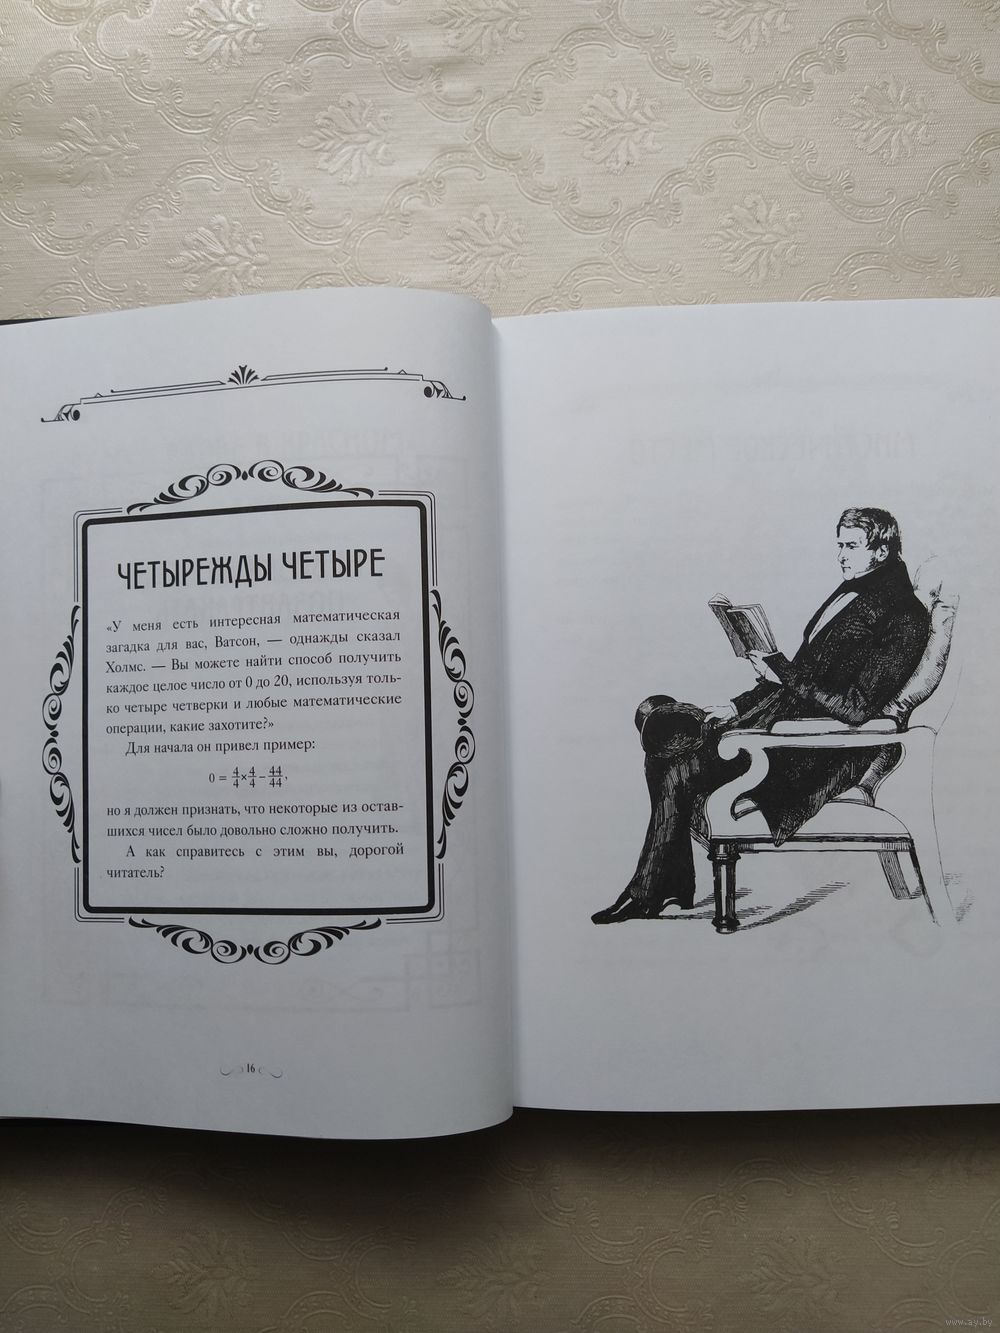 ЧЕТЫРЕЖДЫ ЧЕТЫРЕ
«У меня есть интересная математическая
загадка для вас, Ватсон, — однажды сказал
Холмс. — Вы можете найти способ получить
каждое целое число от 0 до 20, используя толь-
ко четыре четверки и любые математические
операции, какие захотите?»
Для начала он привел пример:
0 = 4/4 × 4/4 − 44/44,
но я должен признать, что некоторые из остав-
шихся чисел было довольно сложно получить.
А как справитесь с этим вы, дорогой
читатель?
16
www.ay.by